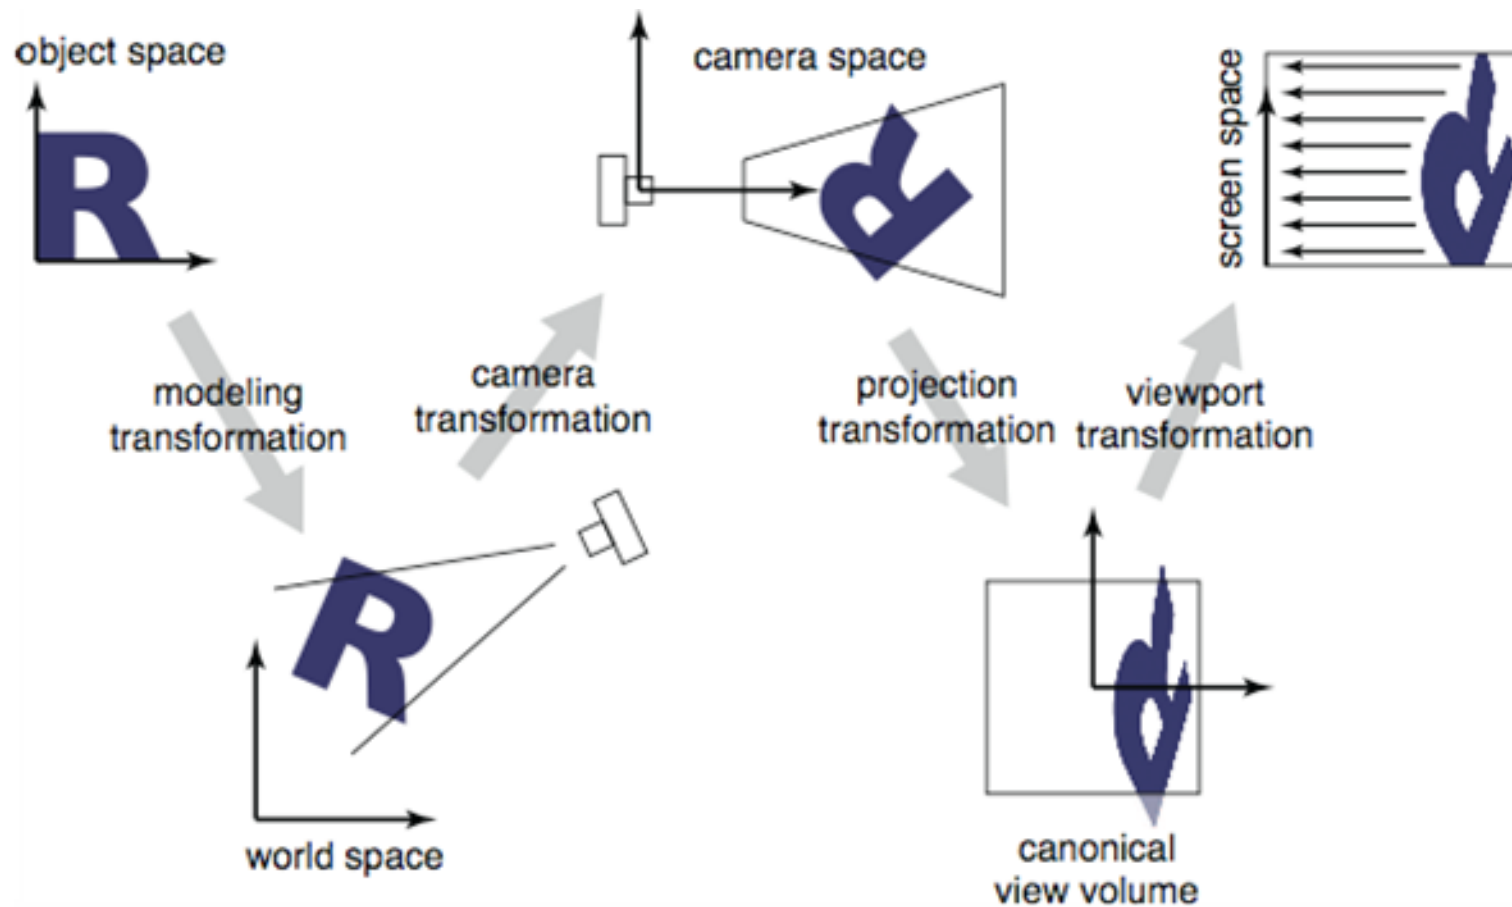 object space
camera space
screen space
modeling
transformation
camera
transformation
projection
transformation
viewport
transformation
world space
canonical
view volume